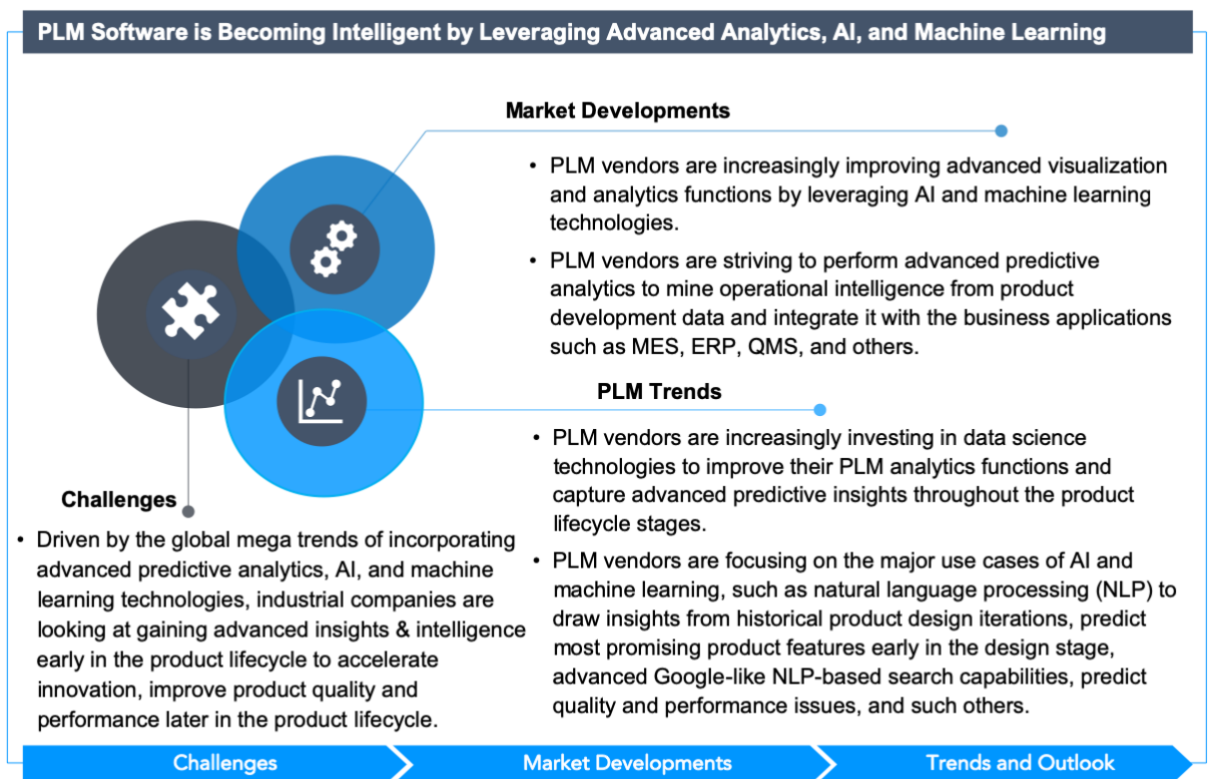 PLM Software is Becoming Intelligent by Leveraging Advanced Analytics, AI, and Machine Learning
Market Developments
• PLM vendors are increasingly improving advanced visualization
and analytics functions by leveraging AI and machine learning
technologies.
• PLM vendors are striving to perform advanced predictive
analytics to mine operational intelligence from product
development data and integrate it with the business applications
such as MES, ERP, QMS, and others.
PLM Trends
• PLM vendors are increasingly investing in data science
technologies to improve their PLM analytics functions and
capture advanced predictive insights throughout the product
lifecycle stages.
• PLM vendors are focusing on the major use cases of AI and
machine learning, such as natural language processing (NLP) to
draw insights from historical product design iterations, predict
most promising product features early in the design stage,
advanced Google-like NLP-based search capabilities, predict
quality and performance issues, and such others.
Challenges
• Driven by the global mega trends of incorporating
advanced predictive analytics, AI, and machine
learning technologies, industrial companies are
looking at gaining advanced insights & intelligence
early in the product lifecycle to accelerate
innovation, improve product quality and
performance later in the product lifecycle.
Challenges
Market Developments
Trends and Outlook